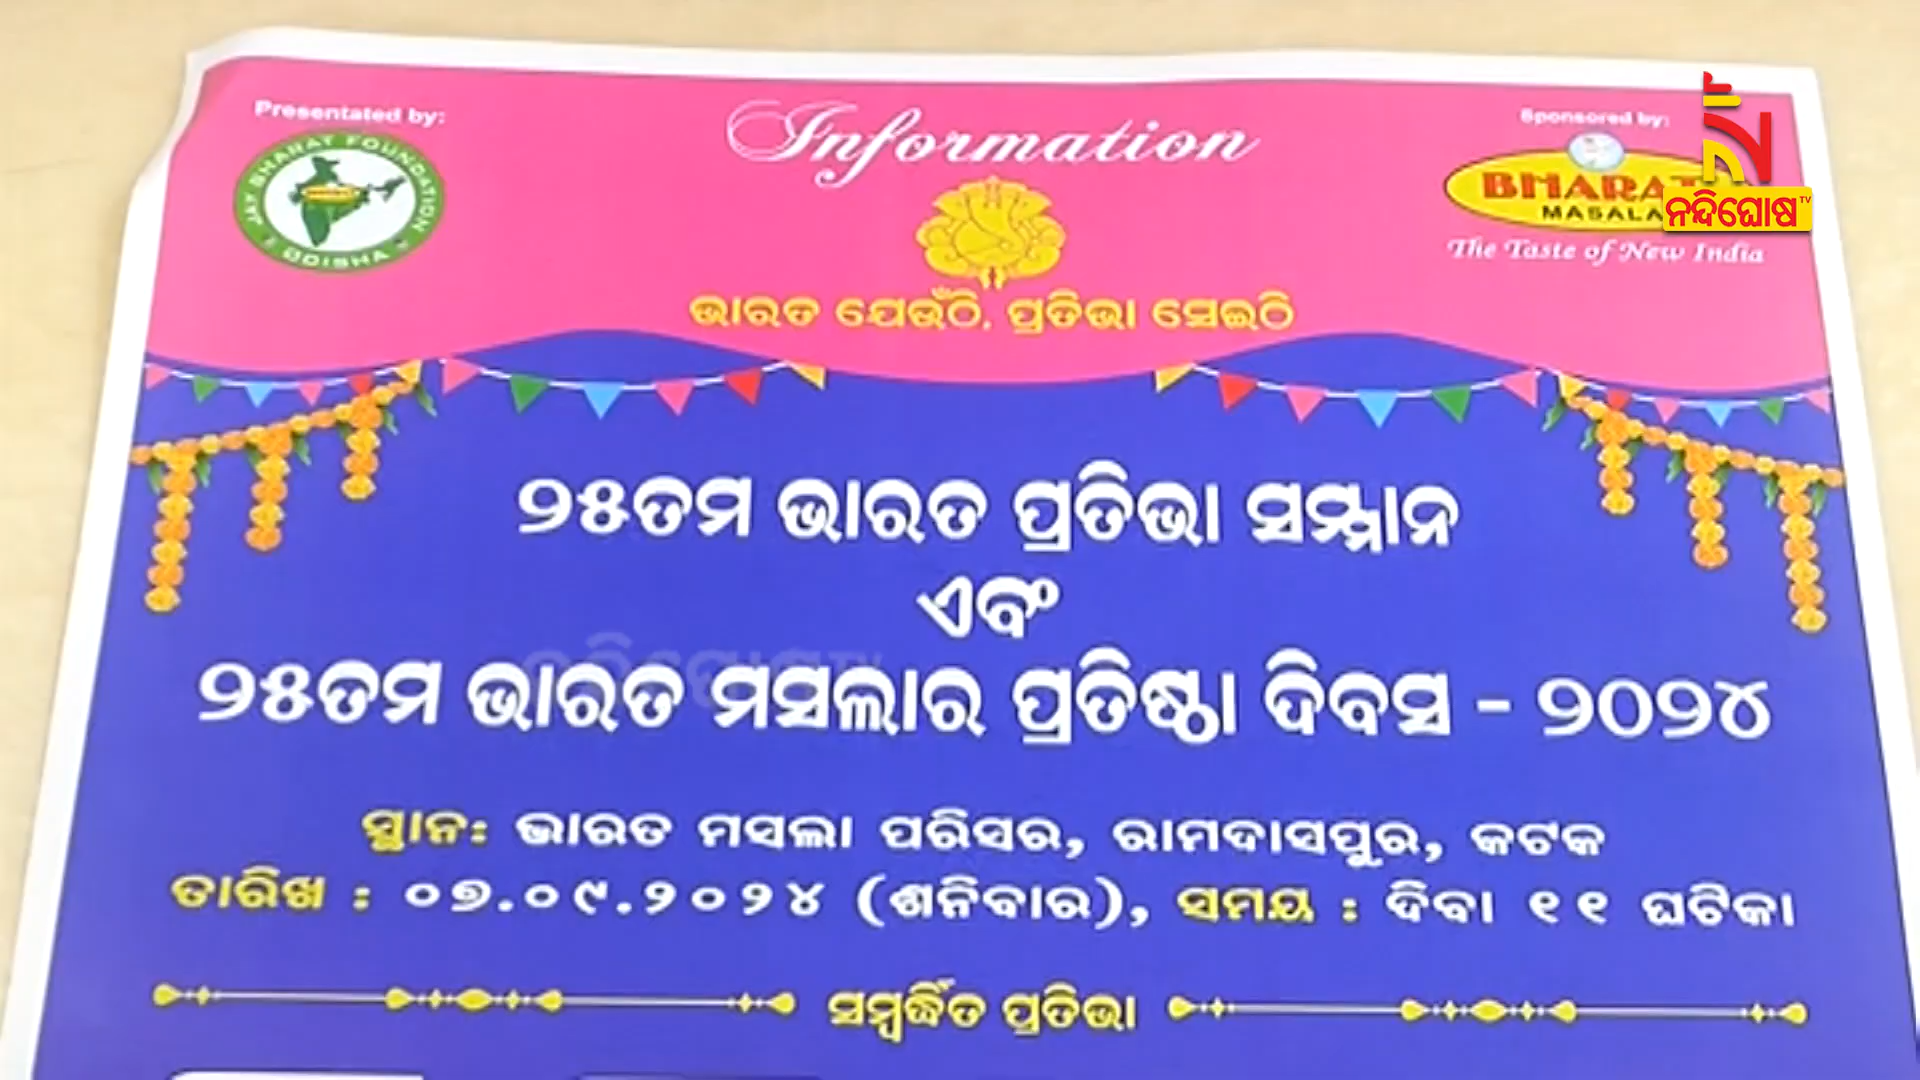 Presentated by:
JAY BHARAT FOUNDATION
ODISHA
Information
Sponsored by:
MASALA
The Taste of New India
ନନ୍ଦିଘୋଷ TV
ଭାରତ ଯେଉଁଠି, ପ୍ରତିଭା ସେଇଠି
୨୫ତମ ଭାରତ ପ୍ରତିଭା ସମ୍ମାନ
ଏବଂ
୨୫ତମ ଭାରତ ମସଲାର ପ୍ରତିଷ୍ଠା ଦିବସ - ୨୦୨୪
ସ୍ଥାନ: ଭାରତ ମସଲା ପରିସର, ରାମଦାସପୁର, କଟକ
ତାରିଖ : ୦୭.୦୯.୨୦୨୪ (ଶନିବାର), ସମୟ : ଦିବା ୧୧ ଘଟିକା
ସମ୍ବର୍ଦ୍ଧିତ ପ୍ରତିଭା